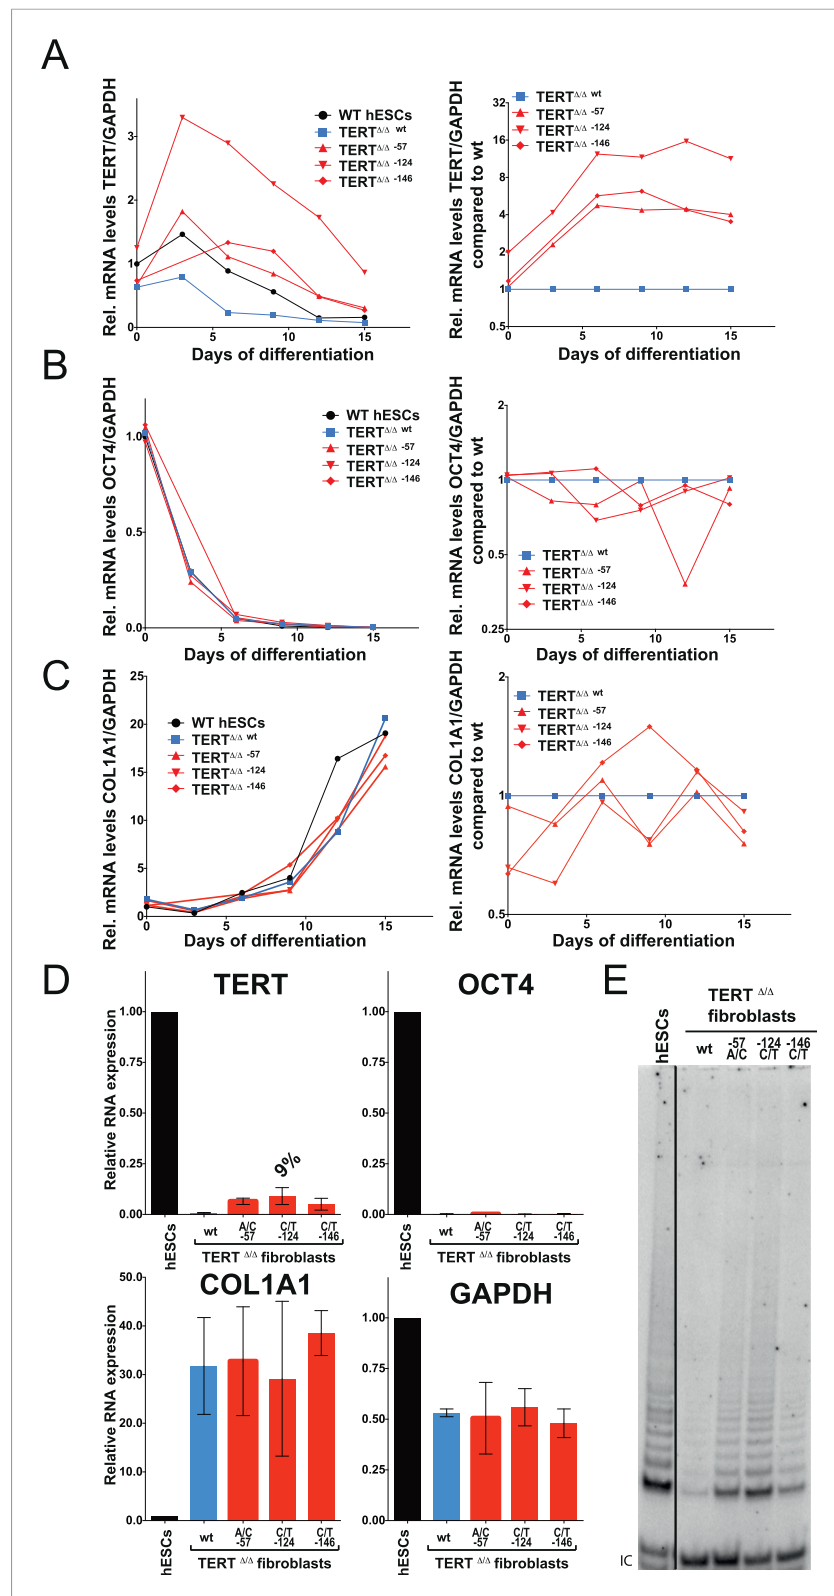 A
Rel. mRNA levels TERT/GAPDH
3
2
1
0
0
5
10
15
Days of differentiation
WT hESCs
TERT Δ/Δ wt
TERT Δ/Δ -57
TERT Δ/Δ -124
TERT Δ/Δ -146
Rel. mRNA levels TERT/GAPDH
compared to wt
32
16
8
4
2
1
0.5
0
5
10
15
Days of differentiation
TERT Δ/Δ wt
TERT Δ/Δ -57
TERT Δ/Δ -124
TERT Δ/Δ -146
B
Rel. mRNA levels OCT4/GAPDH
1.0
0.5
0.0
0
5
10
15
Days of differentiation
WT hESCs
TERT Δ/Δ wt
TERT Δ/Δ -57
TERT Δ/Δ -124
TERT Δ/Δ -146
Rel. mRNA levels OCT4/GAPDH
compared to wt
2
1
0.5
0.25
0
5
10
15
Days of differentiation
TERT Δ/Δ wt
TERT Δ/Δ -57
TERT Δ/Δ -124
TERT Δ/Δ -146
C
Rel. mRNA levels COL1A1/GAPDH
25
20
15
10
5
0
0
5
10
15
Days of differentiation
WT hESCs
TERT Δ/Δ wt
TERT Δ/Δ -57
TERT Δ/Δ -124
TERT Δ/Δ -146
Rel. mRNA levels COL1A1/GAPDH
compared to wt
2
1
0.5
0
5
10
15
Days of differentiation
TERT Δ/Δ wt
TERT Δ/Δ -57
TERT Δ/Δ -124
TERT Δ/Δ -146
D
TERT
Relative RNA expression
1.00
0.75
0.50
0.25
0.00
9%
hESCs
wt
A/C
-57
C/T
-124
C/T
-146
TERT Δ/Δ fibroblasts
OCT4
1.00
0.75
0.50
0.25
0.00
hESCs
wt
A/C
-57
C/T
-124
C/T
-146
TERT Δ/Δ fibroblasts
COL1A1
Relative RNA expression
50.0
40.0
30.0
20.0
10.0
0.0
hESCs
wt
A/C
-57
C/T
-124
C/T
-146
TERT Δ/Δ fibroblasts
GAPDH
1.00
0.75
0.50
0.25
0.00
hESCs
wt
A/C
-57
C/T
-124
C/T
-146
TERT Δ/Δ fibroblasts
E
TERT Δ/Δ
fibroblasts
hESCs
wt
-57
A/C
-124
C/T
-146
C/T
IC